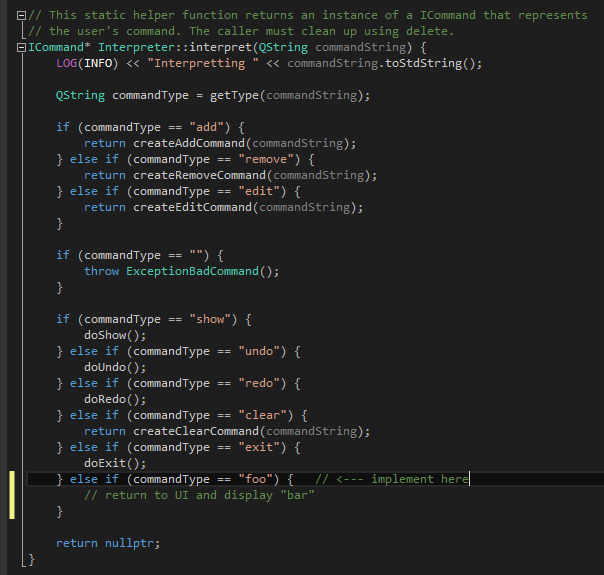 // This static helper function returns an instance of a ICommand that represents
// the user's command. The caller must clean up using delete.
ICommand* Interpreter::interpret(QString commandString) {
    LOG(INFO) << "Interpretting " << commandString.toStdString();

    QString commandType = getType(commandString);

    if (commandType == "add") {
        return createAddCommand(commandString);
    } else if (commandType == "remove") {
        return createRemoveCommand(commandString);
    } else if (commandType == "edit") {
        return createEditCommand(commandString);
    }

    if (commandType == "") {
        throw ExceptionBadCommand();
    }

    if (commandType == "show") {
        doShow();
    } else if (commandType == "undo") {
        doUndo();
    } else if (commandType == "redo") {
        doRedo();
    } else if (commandType == "clear") {
        return createClearCommand(commandString);
    } else if (commandType == "exit") {
        doExit();
    } else if (commandType == "foo") {   // <--- implement here
        // return to UI and display "bar"
    }

    return nullptr;
}